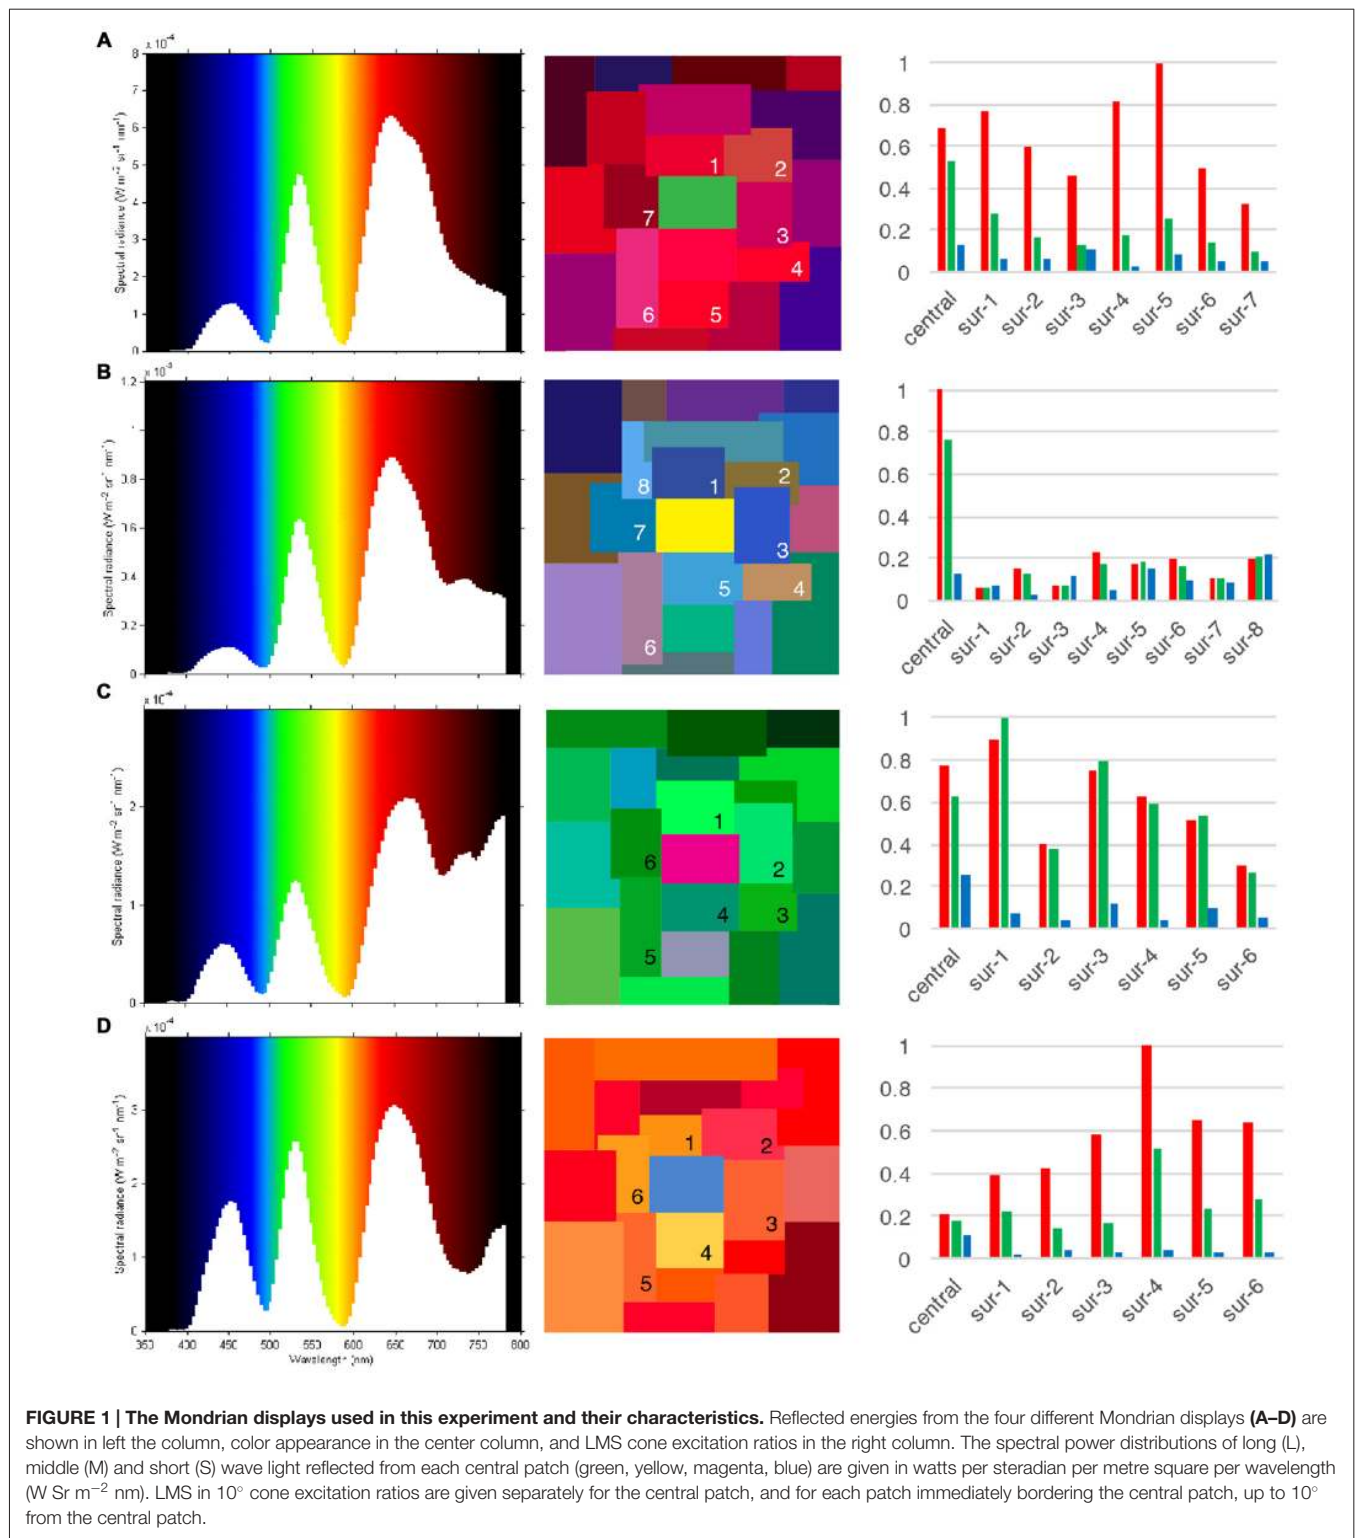 A
x 10-4
8
7
6
5
4
3
2
1
0
Spectral radiance (W m-2 sr-1 nm-1)
1
2
7
3
4
6
5
1
0.8
0.6
0.4
0.2
0
central
sur-1
sur-2
sur-3
sur-4
sur-5
sur-6
sur-7
B
x 10-3
1.2
Spectral radiance (W m-2 sr-1 nm-1)
0
8
1
2
7
3
5
4
6
1
0.8
0.6
0.4
0.2
0
central
sur-1
sur-2
sur-3
sur-4
sur-5
sur-6
sur-7
sur-8
C
x 10-4
2
1
0
Spectral radiance (W m-2 sr-1 nm-1)
1
6
2
4
3
5
1
0.8
0.6
0.4
0.2
0
central
sur-1
sur-2
sur-3
sur-4
sur-5
sur-6
D
x 10-4
3
2
1
0
Spectral radiance (W m-2 sr-1 nm-1)
350 400 450 500 550 600 650 700 750 800
Wavelength (nm)
1
2
6
3
4
5
1
0.8
0.6
0.4
0.2
0
central
sur-1
sur-2
sur-3
sur-4
sur-5
sur-6
FIGURE 1 | The Mondrian displays used in this experiment and their characteristics. Reflected energies from the four different Mondrian displays (A–D) are
shown in left the column, color appearance in the center column, and LMS cone excitation ratios in the right column. The spectral power distributions of long (L),
middle (M) and short (S) wave light reflected from each central patch (green, yellow, magenta, blue) are given in watts per steradian per metre square per wavelength
(W Sr m−2 nm). LMS in 10° cone excitation ratios are given separately for the central patch, and for each patch immediately bordering the central patch, up to 10°
from the central patch.